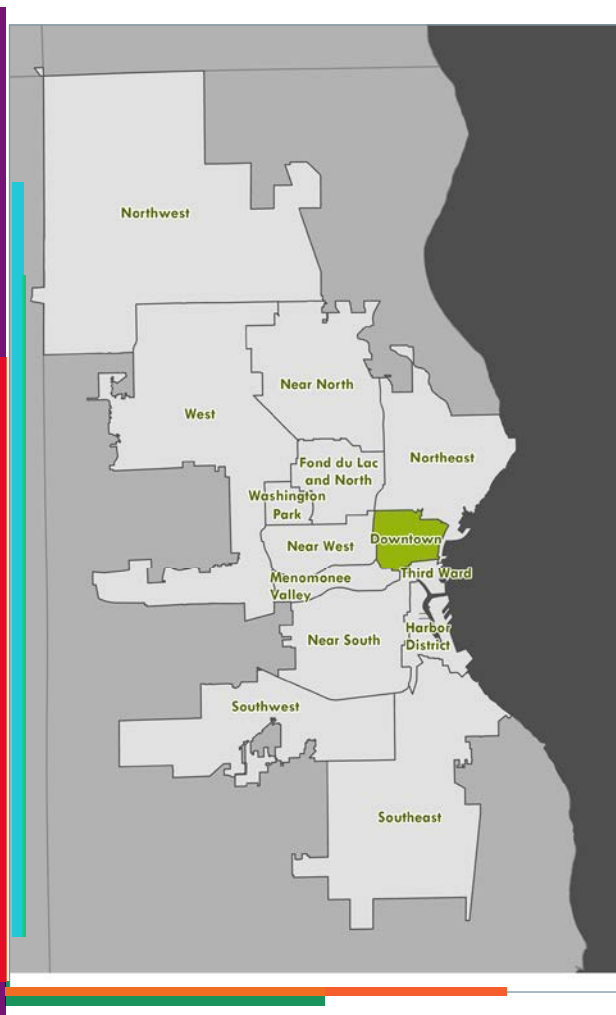 Northwest
Near North
West
Northeast
Fond du Lac
and North
Washington
Park
Near West
Downtown
Menomonee
Valley
Third Ward
Near South
Harbor
District
Southwest
Southeast